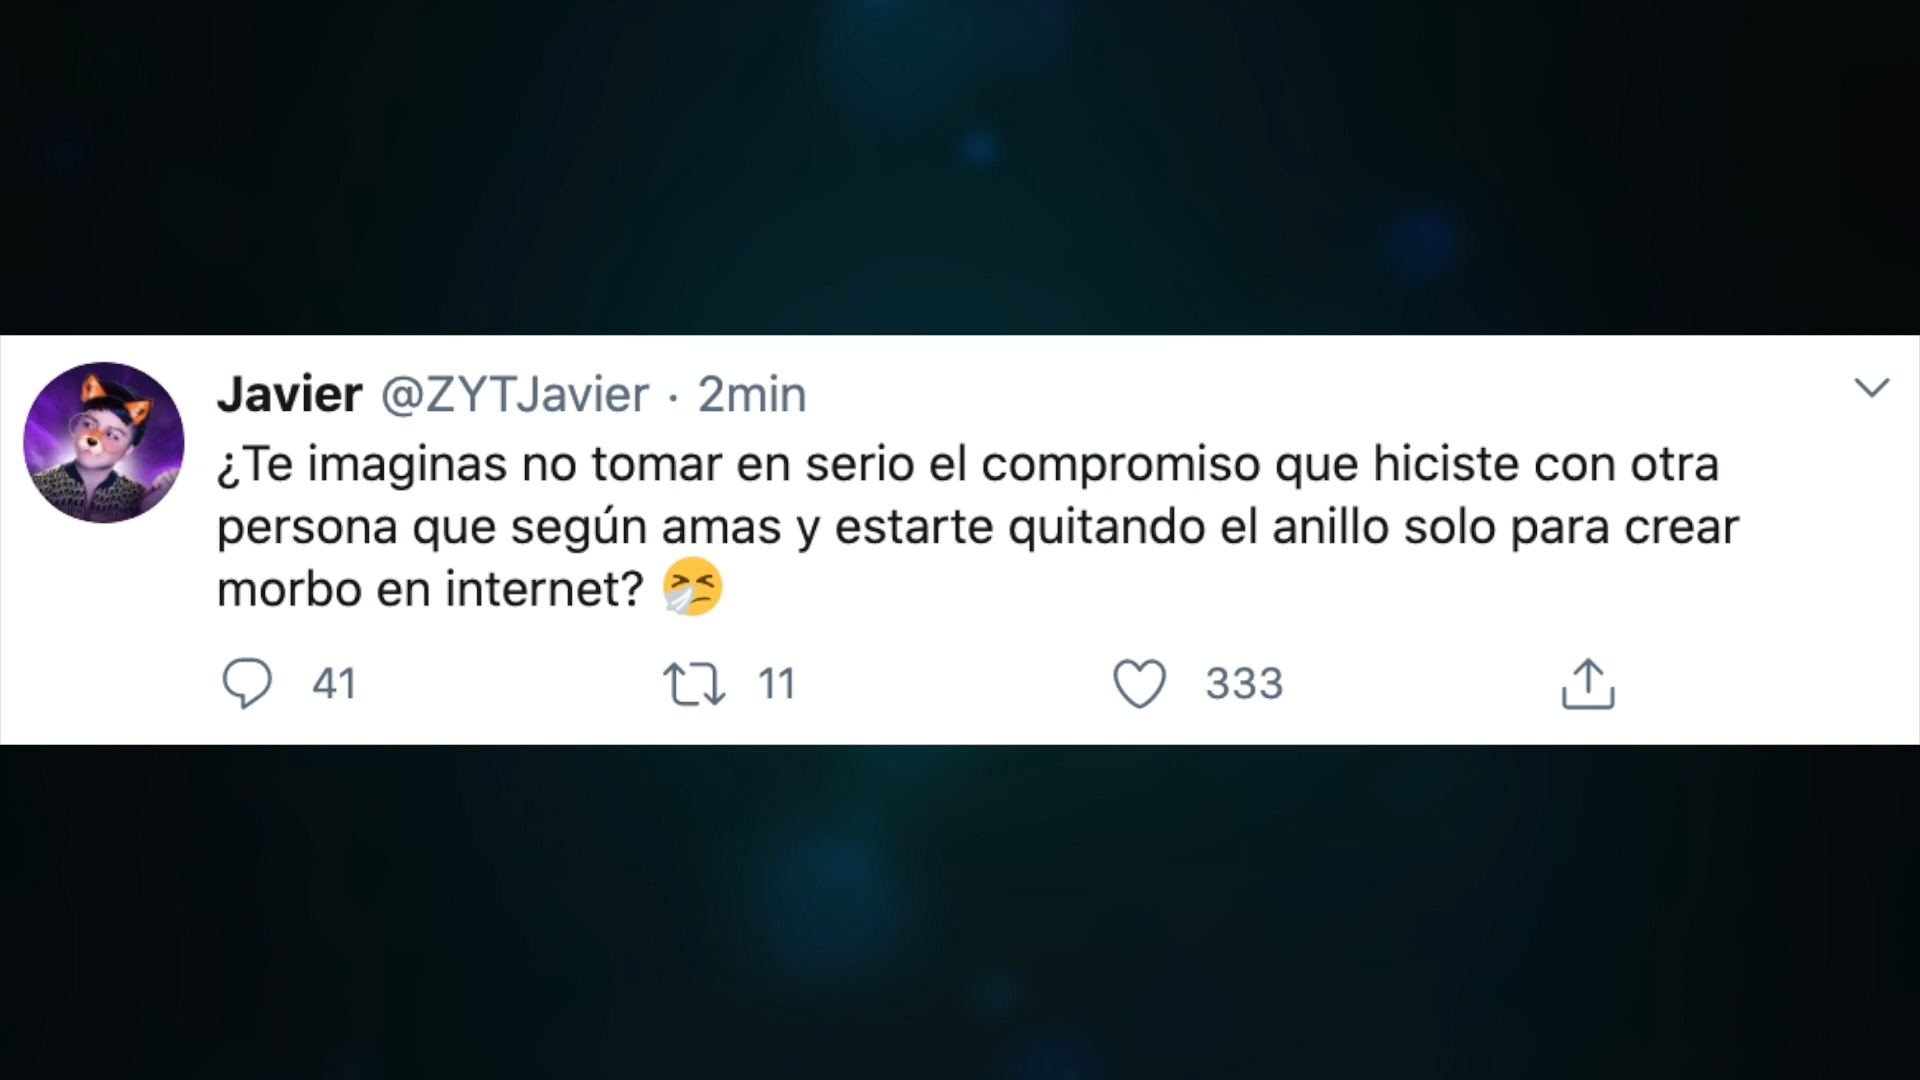 Javier @ZYTJavier · 2min
¿Te imaginas no tomar en serio el compromiso que hiciste con otra
persona que según amas y estarte quitando el anillo solo para crear
morbo en internet? 🤧
41 11 333